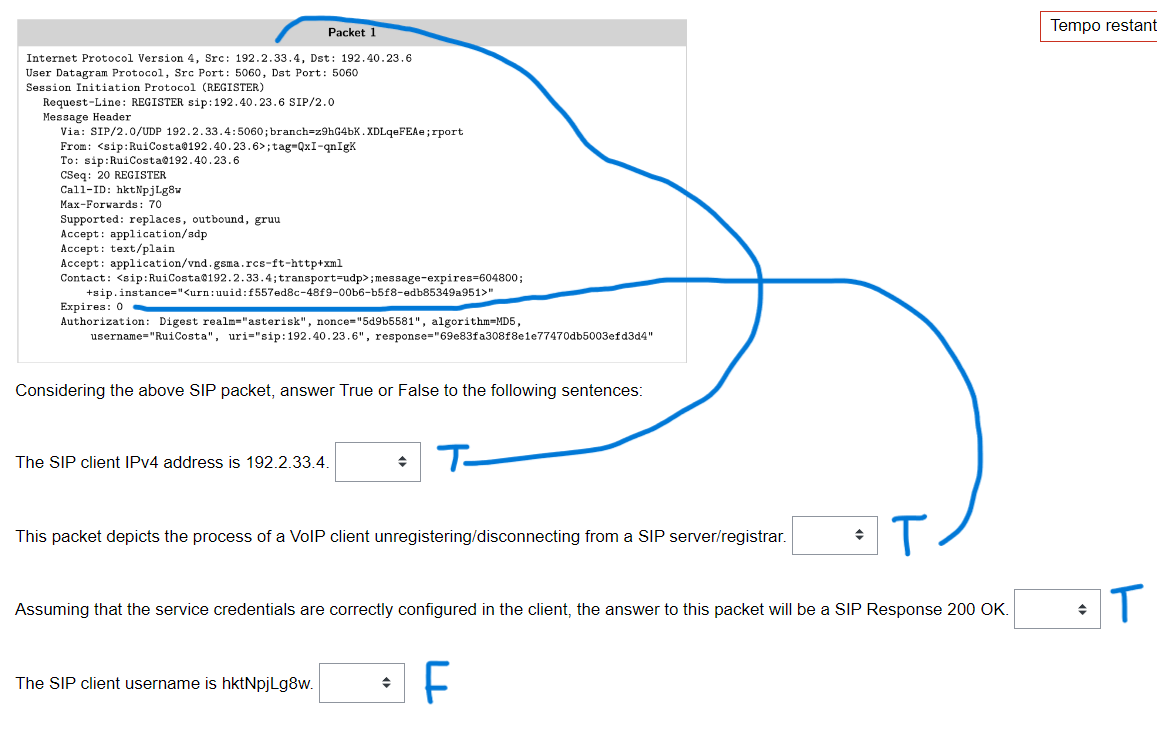 Packet 1
Tempo restant
Internet Protocol Version 4, Src: 192.2.33.4, Dst: 192.40.23.6
User Datagram Protocol, Src Port: 5060, Dst Port: 5060
Session Initiation Protocol (REGISTER)
Request-Line: REGISTER sip:192.40.23.6 SIP/2.0
Message Header
Via: SIP/2.0/UDP 192.2.33.4:5060;branch=z9hG4bK.XDLqeFEAe;rport
From: <sip:RuiCosta@192.40.23.6>;tag=QxI-qnIgK
To: sip:RuiCosta@192.40.23.6
CSeq: 20 REGISTER
Call-ID: hktNpjLg8w
Max-Forwards: 70
Supported: replaces, outbound, gruu
Accept: application/sdp
Accept: text/plain
Accept: application/vnd.gsma.rcs-ft-http+xml
Contact: <sip:RuiCosta@192.2.33.4;transport=udp>;message-expires=604800;
+sip.instance="<urn:uuid:f557ed8c-48f9-00b6-b5f8-edb85349a951>"
Expires: 0
Authorization: Digest realm="asterisk", nonce="5d9b5581", algorithm=MD5,
username="RuiCosta", uri="sip:192.40.23.6", response="69e83fa308f8e1e77470db5003efd3d4"
Considering the above SIP packet, answer True or False to the following sentences:
The SIP client IPv4 address is 192.2.33.4. T
This packet depicts the process of a VoIP client unregistering/disconnecting from a SIP server/registrar. T
Assuming that the service credentials are correctly configured in the client, the answer to this packet will be a SIP Response 200 OK. T
The SIP client username is hktNpjLg8w. F